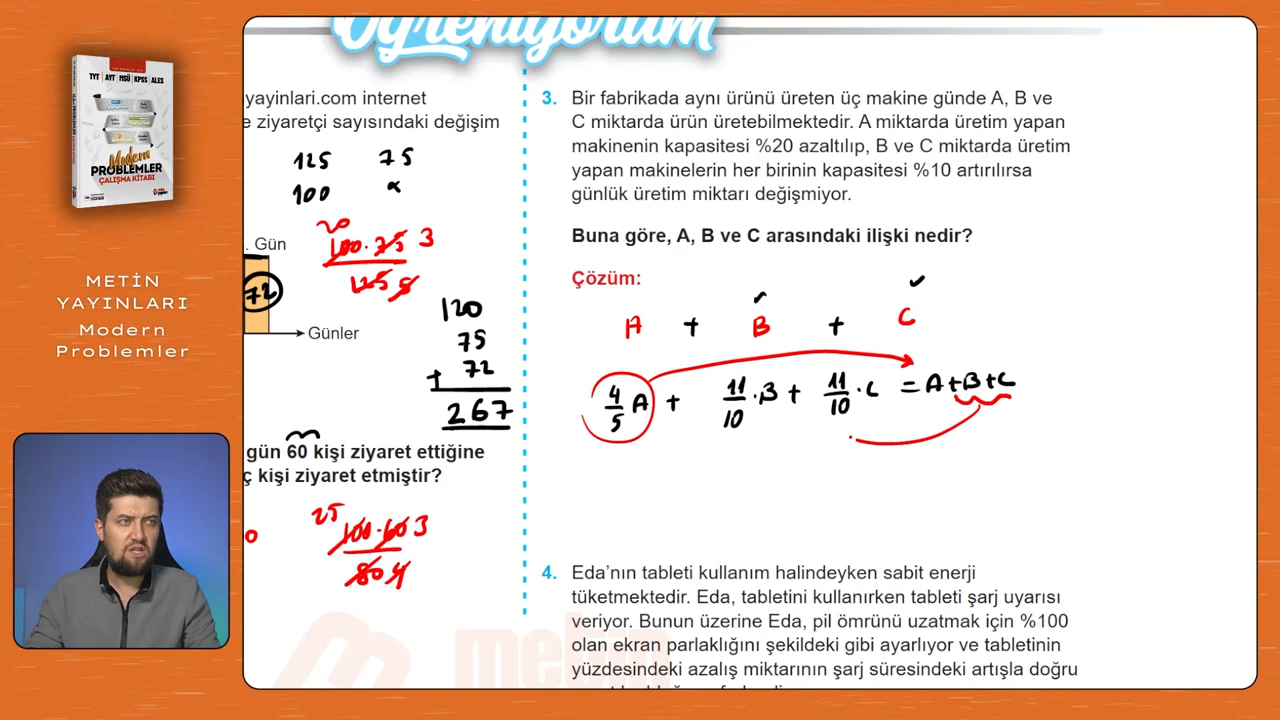 Öğreniyorum
TYT | AYT | MSÜ | KPSS | ALES
Modern
PROBLEMLER
ÇALIŞMA KİTABI
METİN
YAYINLARI
Modern
Problemler
yayinlari.com internet
e ziyaretçi sayısındaki değişim
125 75
100 x
20
100.75 3
125 5
. Gün
72
Günler
120
75
+ 72
267
gün 60 kişi ziyaret ettiğine
ç kişi ziyaret etmiştir?
25
100.60 3
80 4
0
metin
3. Bir fabrikada aynı ürünü üreten üç makine günde A, B ve
C miktarda ürün üretebilmektedir. A miktarda üretim yapan
makinenin kapasitesi %20 azaltılıp, B ve C miktarda üretim
yapan makinelerin her birinin kapasitesi %10 artırılırsa
günlük üretim miktarı değişmiyor.
Buna göre, A, B ve C arasındaki ilişki nedir?
Çözüm:
A + B + C
4/5 A + 11/10 . B + 11/10 . C = A+B+C
4. Eda’nın tableti kullanım halindeyken sabit enerji
tüketmektedir. Eda, tabletini kullanırken tableti şarj uyarısı
veriyor. Bunun üzerine Eda, pil ömrünü uzatmak için %100
olan ekran parlaklığını şekildeki gibi ayarlıyor ve tabletinin
yüzdesindeki azalış miktarının şarj süresindeki artışla doğru